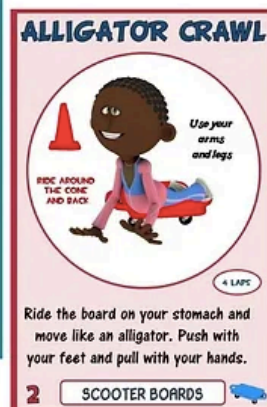 ALLIGATOR CRAWL
Use your
arms
and legs
RIDE AROUND
THE CONE
AND BACK
4 LAPS
Ride the board on your stomach and
move like an alligator. Push with
your feet and pull with your hands.
2 SCOOTER BOARDS